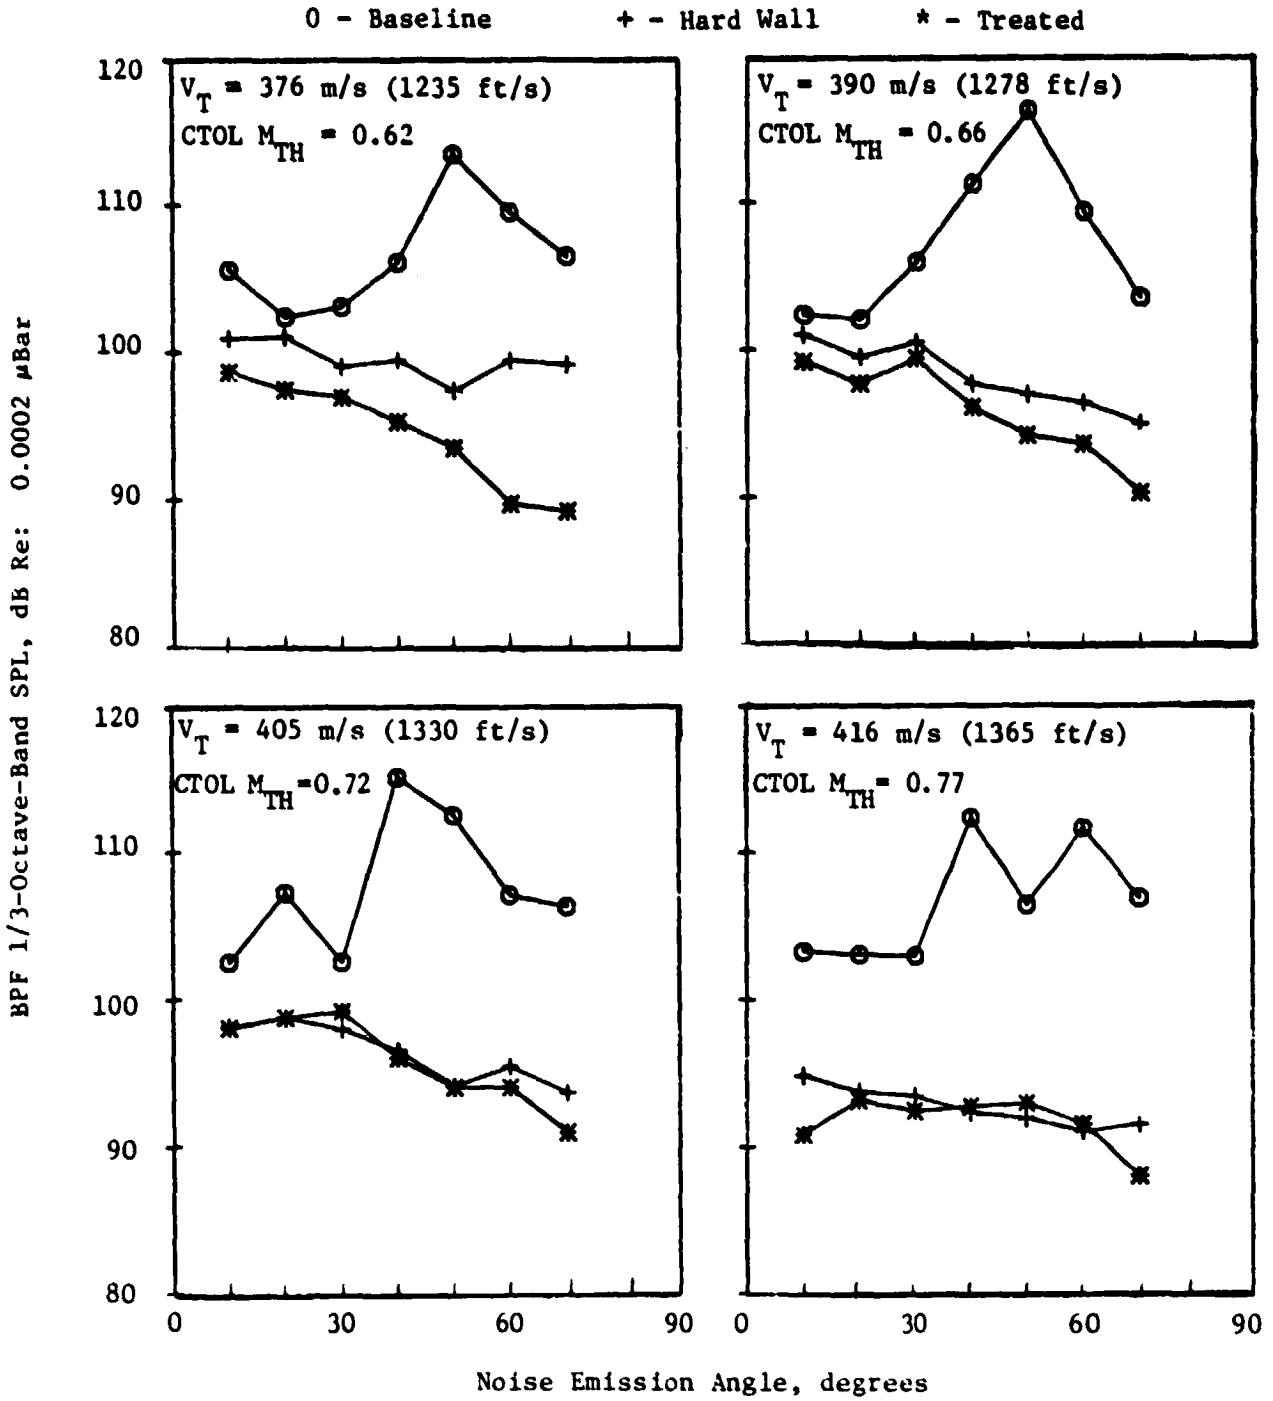 O - Baseline + - Hard Wall * - Treated
BPF 1/3-Octave-Band SPL, dB Re: 0.0002 μBar
120
110
100
90
80
V_T = 376 m/s (1235 ft/s)
CTOL M_TH = 0.62
V_T = 390 m/s (1278 ft/s)
CTOL M_TH = 0.66
120
110
100
90
80
V_T = 405 m/s (1330 ft/s)
CTOL M_TH =0.72
V_T = 416 m/s (1365 ft/s)
CTOL M_TH = 0.77
0 30 60 90
0 30 60 90
Noise Emission Angle, degrees